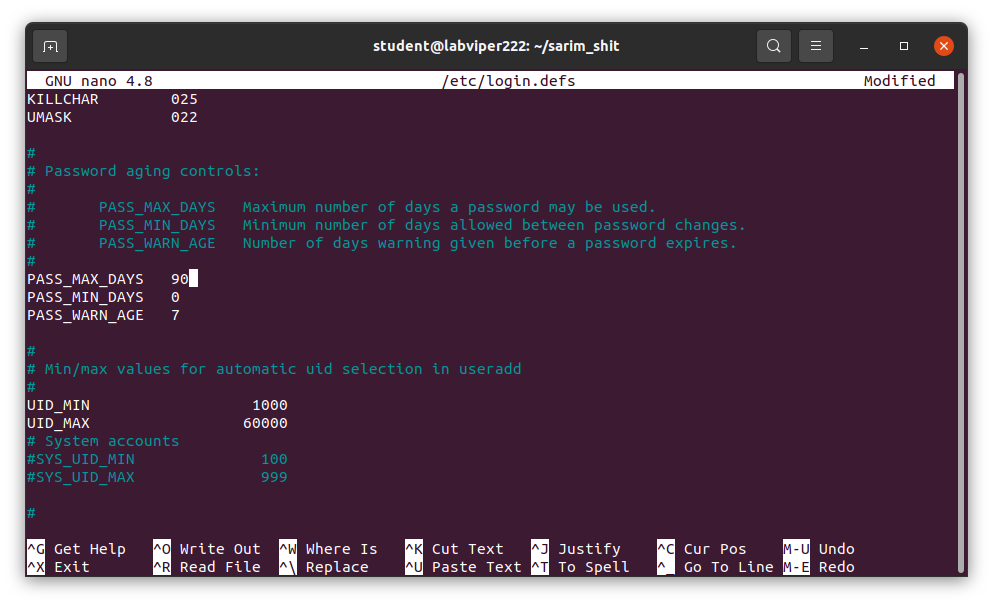 student@labviper222: ~/sarim_shit
GNU nano 4.8 /etc/login.defs Modified
KILLCHAR 025
UMASK 022
#
# Password aging controls:
#
# PASS_MAX_DAYS Maximum number of days a password may be used.
# PASS_MIN_DAYS Minimum number of days allowed between password changes.
# PASS_WARN_AGE Number of days warning given before a password expires.
#
PASS_MAX_DAYS 90
PASS_MIN_DAYS 0
PASS_WARN_AGE 7
#
# Min/max values for automatic uid selection in useradd
#
UID_MIN 1000
UID_MAX 60000
# System accounts
#SYS_UID_MIN 100
#SYS_UID_MAX 999
#
^G Get Help ^O Write Out ^W Where Is ^K Cut Text ^J Justify ^C Cur Pos M-U Undo
^X Exit ^R Read File ^\ Replace ^U Paste Text ^T To Spell ^_ Go To Line M-E Redo